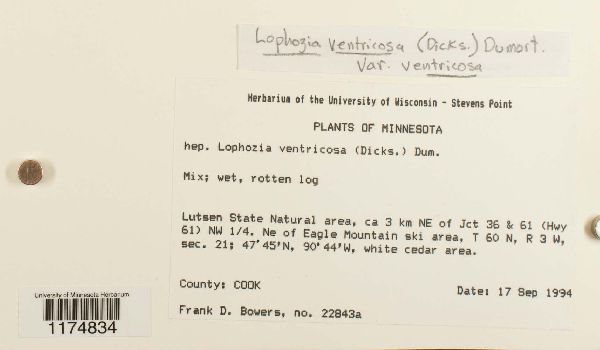 Lophozia ventricosa (Dicks.) Dumort.
Var. ventricosa
Herbarium of the University of Wisconsin - Stevens Point
PLANTS OF MINNESOTA
hep. Lophozia ventricosa (Dicks.) Dum.
Mix; wet, rotten log
Lutsen State Natural area, ca 3 km NE of Jct 36 & 61 (Hwy
61) NW 1/4. Ne of Eagle Mountain ski area, T 60 N, R 3 W,
sec. 21; 47°45'N, 90°44'W, white cedar area.
County: COOK
Date: 17 Sep 1994
Frank D. Bowers, no. 22843a
University of Minnesota Herbarium
1174834